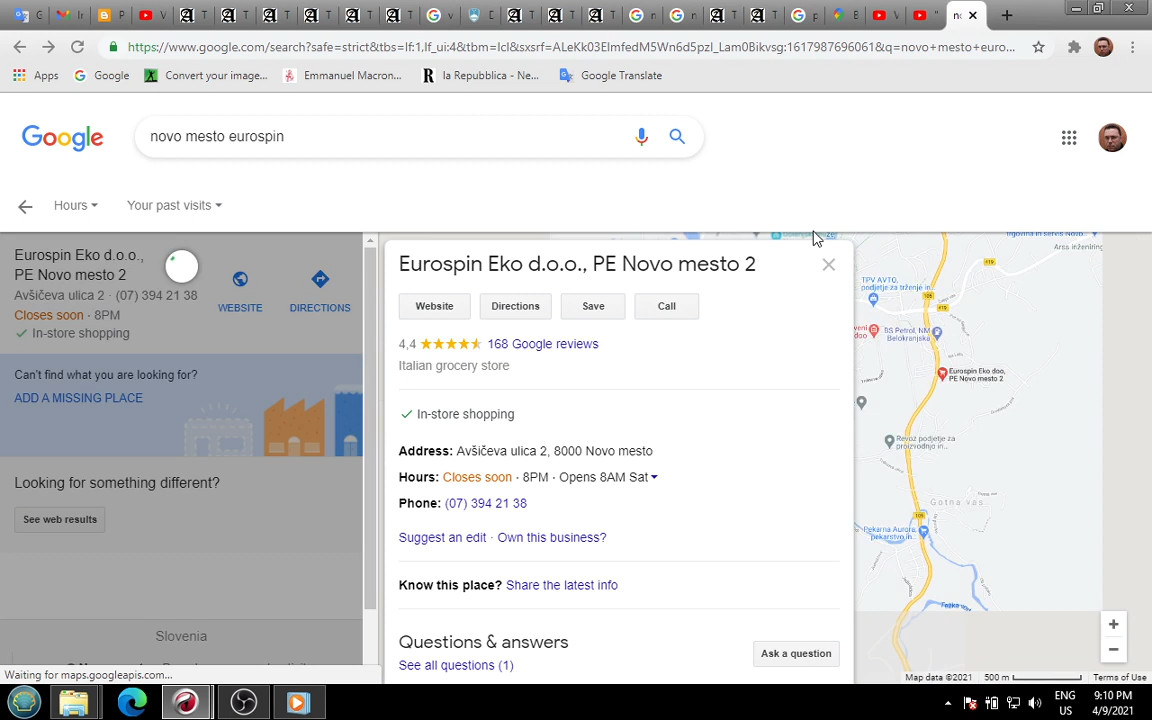 https://www.google.com/search?safe=strict&tbs=lf:1,lf_ui:4&tbm=lcl&sxsrf=ALeKk03ElmfedM5Wn6d5pzI_Lam0Bikvsg:1617987696061&q=novo+mesto+euro...
Apps
Google
Convert your image...
Emmanuel Macron...
la Repubblica - Ne...
Google Translate
Google
novo mesto eurospin
Hours
Your past visits
Eurospin Eko d.o.o.,
PE Novo mesto 2
Avšičeva ulica 2 · (07) 394 21 38
Closes soon · 8PM
In-store shopping
WEBSITE
DIRECTIONS
Can't find what you are looking for?
ADD A MISSING PLACE
Looking for something different?
See web results
Slovenia
Eurospin Eko d.o.o., PE Novo mesto 2
Website
Directions
Save
Call
4,4
168 Google reviews
Italian grocery store
In-store shopping
Address: Avšičeva ulica 2, 8000 Novo mesto
Hours: Closes soon · 8PM · Opens 8AM Sat
Phone: (07) 394 21 38
Suggest an edit · Own this business?
Know this place? Share the latest info
Questions & answers
See all questions (1)
Ask a question
419
TPV AVTO,
podjetje za trženje in...
105
448
Belokranjska
Eurospin Eko doo,
PE Novo mesto 2
Revoz podjetje za
proizvodnjo in...
Gotna vas
419
Pekarna Aurora,
pekarstvo in...
Težka voda
Map data ©2021
500 m
Terms of Use
Waiting for maps.googleapis.com...
ENG
US
9:10 PM
4/9/2021